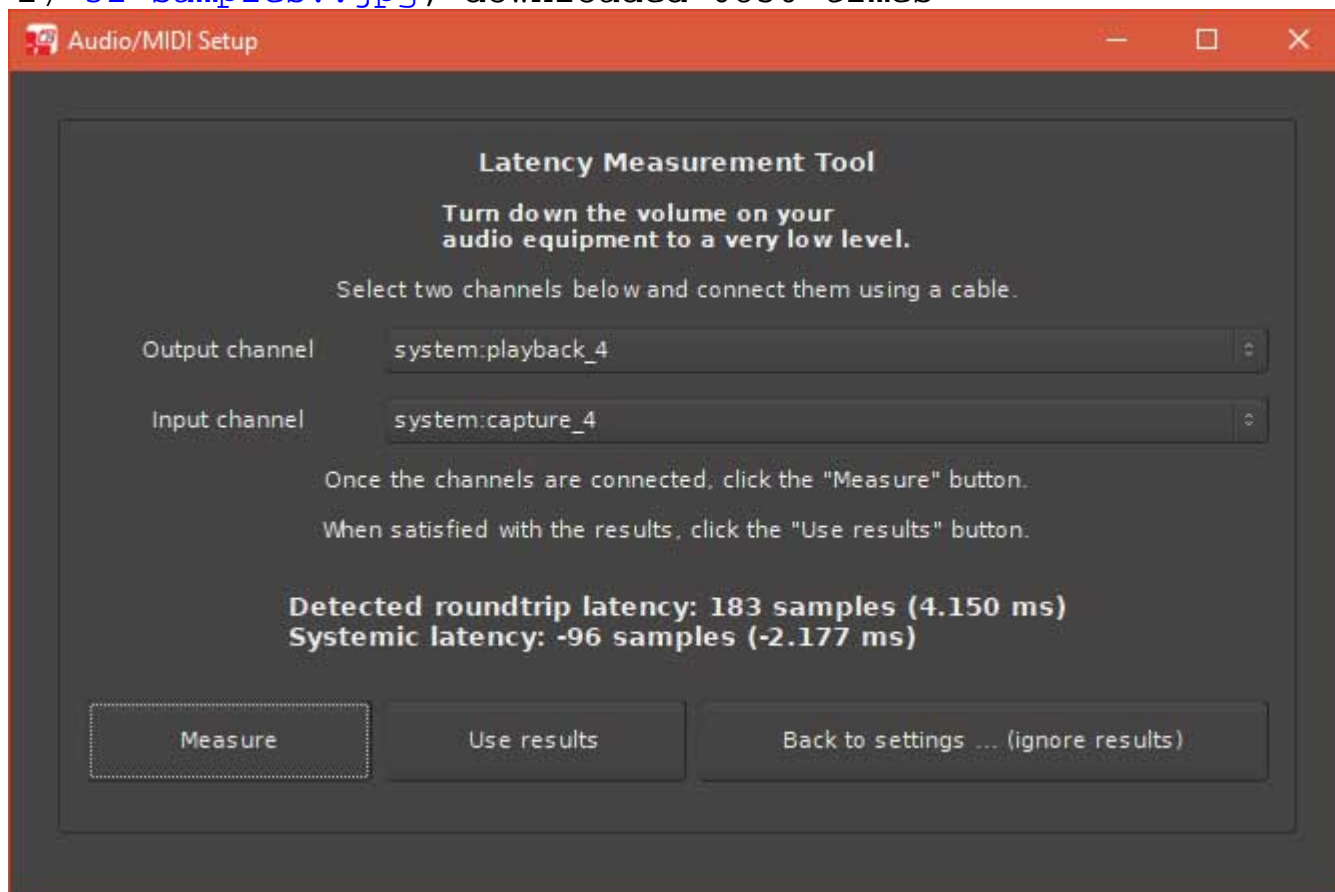 Audio/MIDI Setup
Latency Measurement Tool
Turn down the volume on your
audio equipment to a very low level.
Select two channels below and connect them using a cable.
Output channel system:playback_4
Input channel system:capture_4
Once the channels are connected, click the "Measure" button.
When satisfied with the results, click the "Use results" button.
Detected roundtrip latency: 183 samples (4.150 ms)
Systemic latency: -96 samples (-2.177 ms)
Measure Use results Back to settings ... (ignore results)